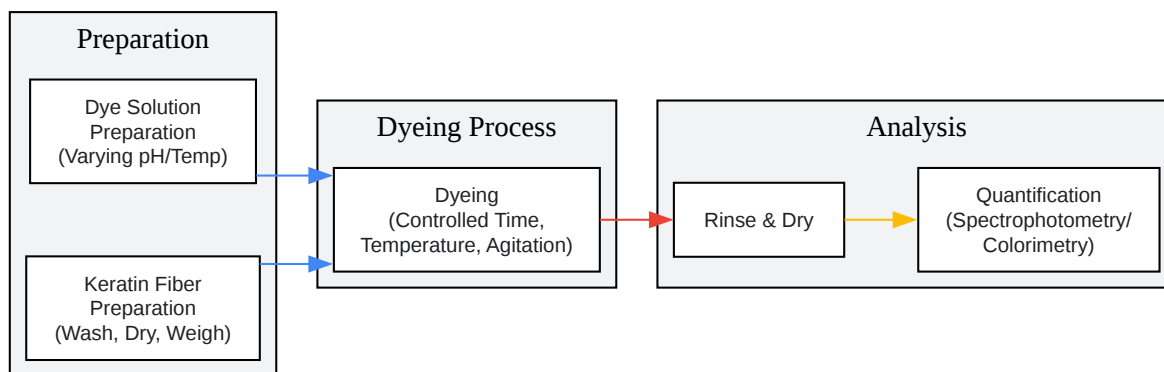 Preparation
Dye Solution
Preparation
(Varying pH/Temp)
Keratin Fiber
Preparation
(Wash, Dry, Weigh)
Dyeing Process
Dyeing
(Controlled Time,
Temperature, Agitation)
Analysis
Rinse & Dry
Quantification
(Spectrophotometry/
Colorimetry)